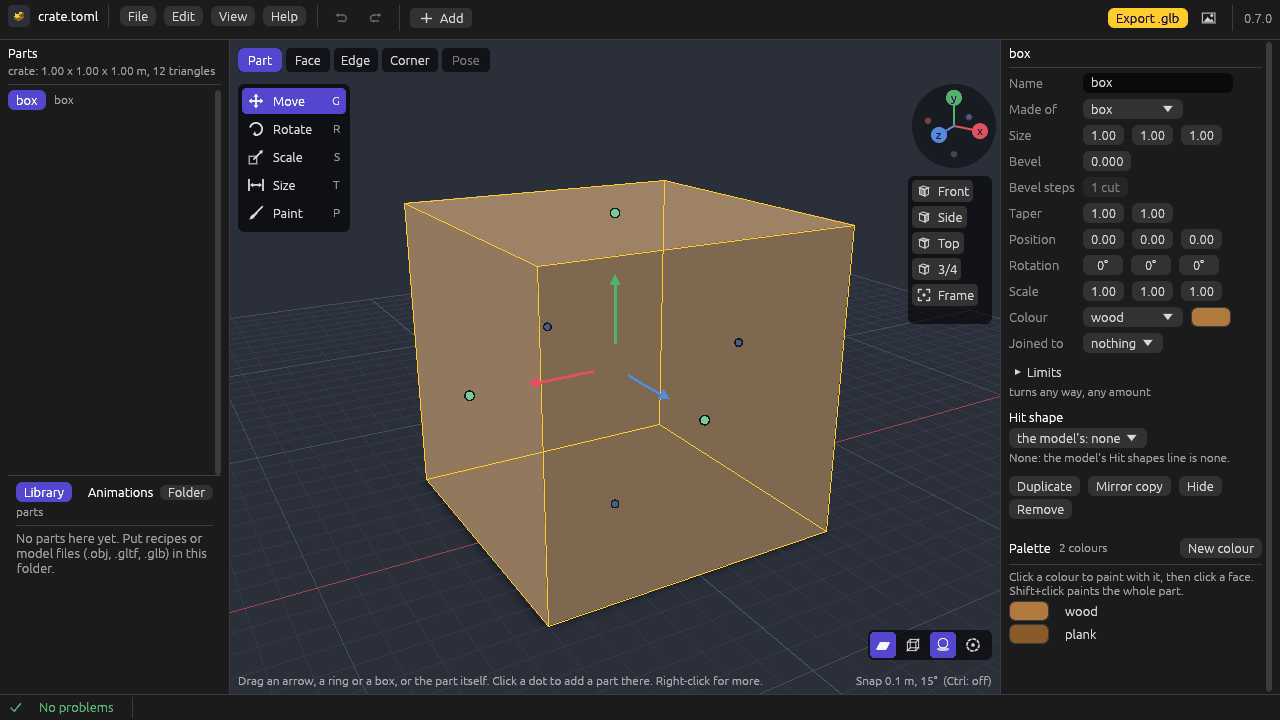 crate.toml File Edit View Help + Add Export .glb 0.7.0
Parts
crate: 1.00 x 1.00 x 1.00 m, 12 triangles
box box
Library Animations Folder
parts
No parts here yet. Put recipes or
model files (.obj, .gltf, .glb) in this
folder.
Part Face Edge Corner Pose
Move G
Rotate R
Scale S
Size T
Paint P
y
x
z
Front
Side
Top
3/4
Frame
Drag an arrow, a ring or a box, or the part itself. Click a dot to add a part there. Right-click for more.
Snap 0.1 m, 15° (Ctrl: off)
box
Name box
Made of box
Size 1.00 1.00 1.00
Bevel 0.000
Bevel steps 1 cut
Taper 1.00 1.00
Position 0.00 0.00 0.00
Rotation 0° 0° 0°
Scale 1.00 1.00 1.00
Colour wood
Joined to nothing
Limits
turns any way, any amount
Hit shape
the model's: none
None: the model's Hit shapes line is none.
Duplicate Mirror copy Hide
Remove
Palette 2 colours New colour
Click a colour to paint with it, then click a face.
Shift+click paints the whole part.
wood
plank
No problems